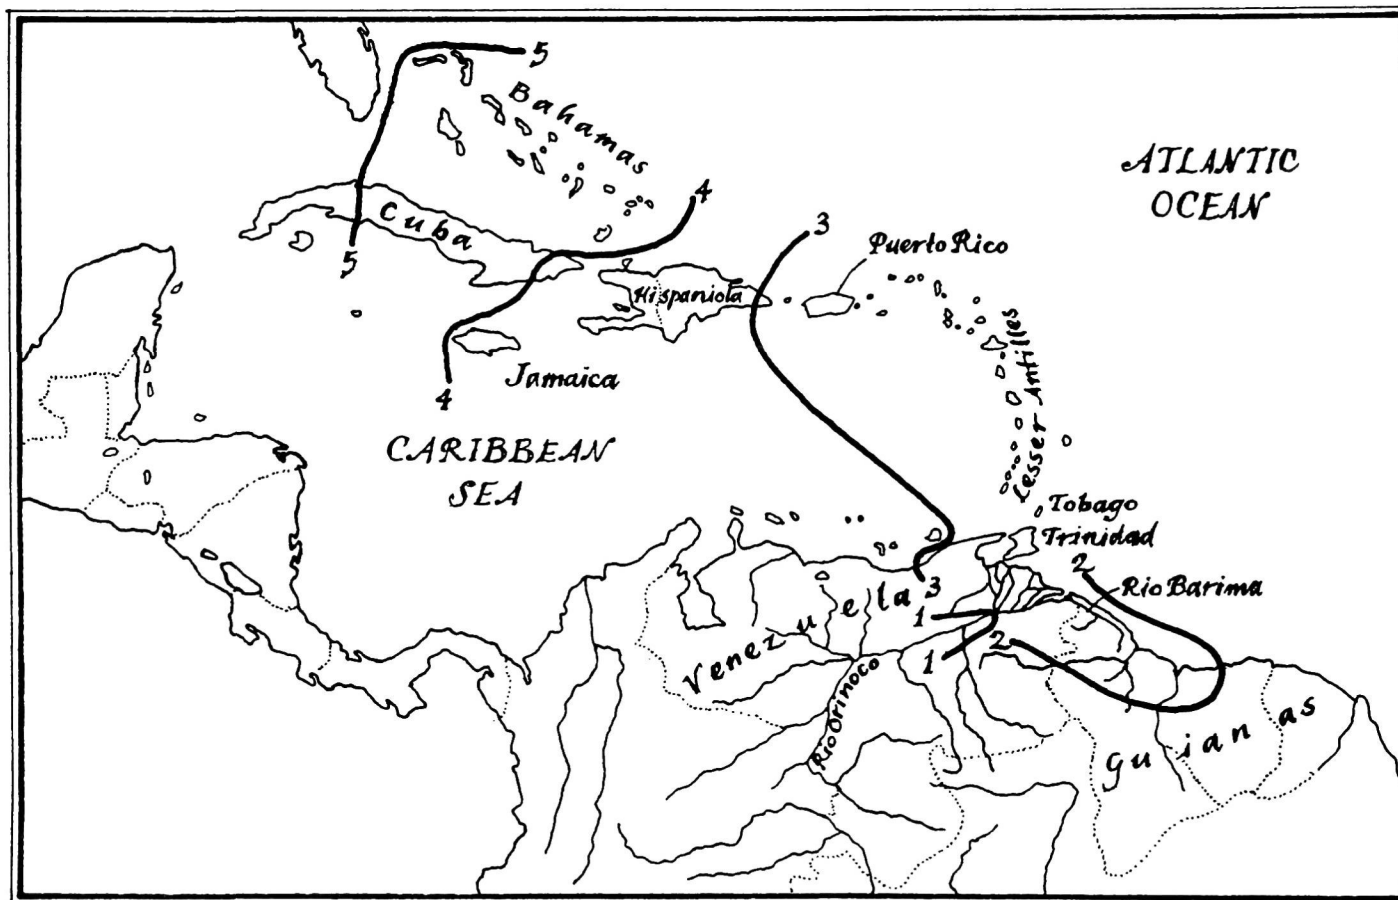 5
5
Bahamas
ATLANTIC
OCEAN
4
4
3
Puerto Rico
Cuba
Hispaniola
Lesser Antilles
Jamaica
CARIBBEAN
SEA
Tobago
Trinidad
2
Rio Barima
3
1
Venezuela
2
1
Rio Orinoco
Guianas